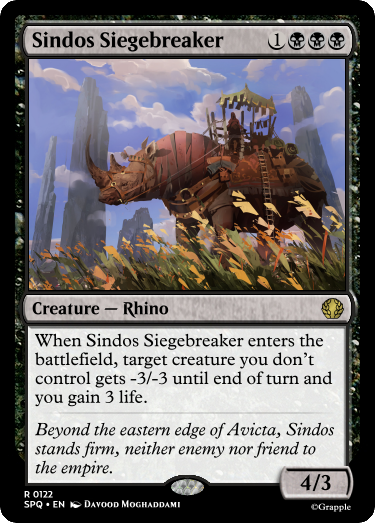 Sindos Siegebreaker 1
Creature — Rhino
When Sindos Siegebreaker enters the
battlefield, target creature you don't
control gets -3/-3 until end of turn and
you gain 3 life.
Beyond the eastern edge of Avicta, Sindos
stands firm, neither enemy nor friend to
the empire.
4/3
R 0122
SPQ • EN Davood Moghaddami
©Grapple